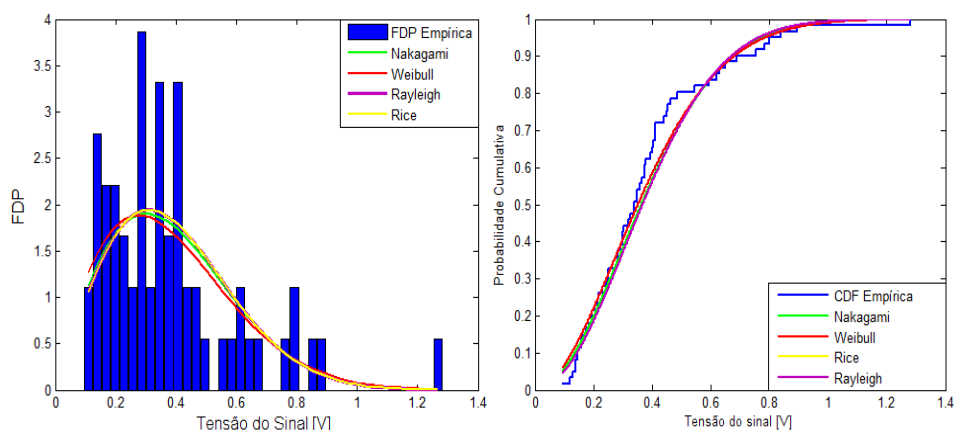 4
3.5
3
2.5
2
1.5
1
0.5
0
0
0.2
0.4
0.6
0.8
1
1.2
1.4
FDP
Tensão do Sinal [V]
FDP Empírica
Nakagami
Weibull
Rayleigh
Rice
1
0.9
0.8
0.7
0.6
0.5
0.4
0.3
0.2
0.1
0
0
0.2
0.4
0.6
0.8
1
1.2
1.4
Probabilidade Cumulativa
Tensão do sinal [V]
CDF Empírica
Nakagami
Weibull
Rice
Rayleigh